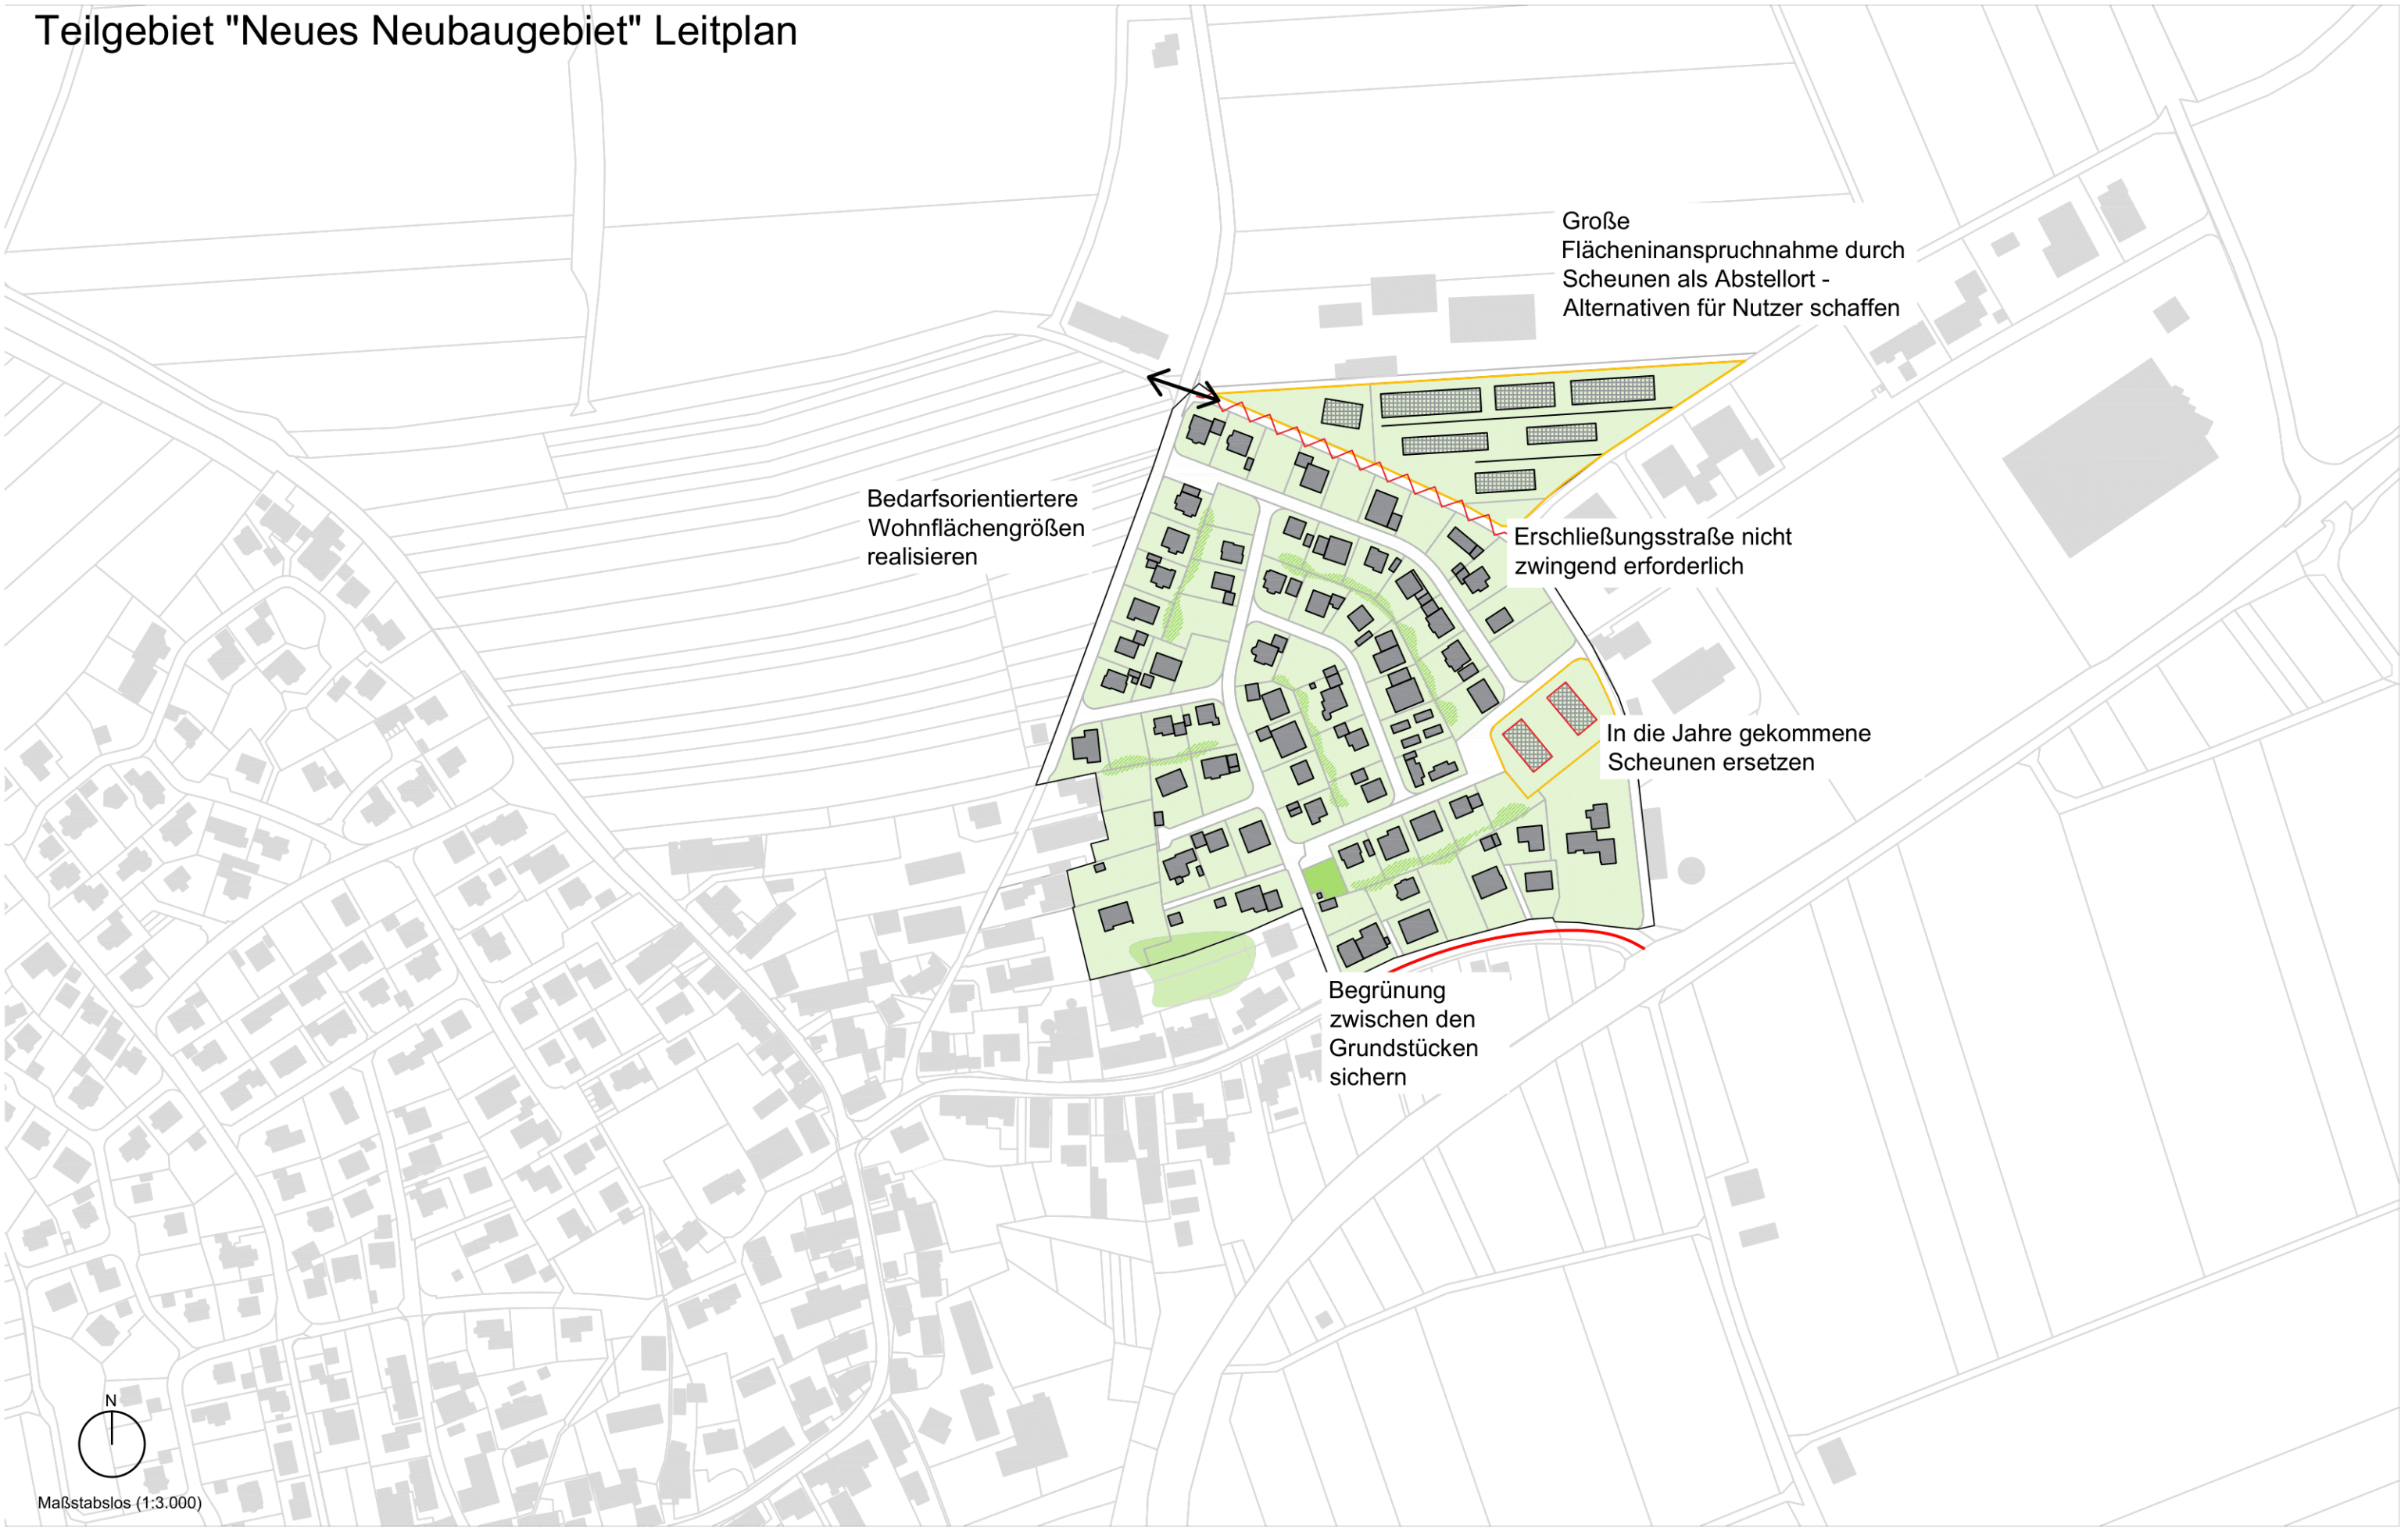 Teilgebiet "Neues Neubaugebiet" Leitplan
Große
Flächeninanspruchnahme durch
Scheunen als Abstellort -
Alternativen für Nutzer schaffen
Bedarfsorientiertere
Wohnflächengrößen
realisieren
Erschließungsstraße nicht
zwingend erforderlich
In die Jahre gekommene
Scheunen ersetzen
Begrünung
zwischen den
Grundstücken
sichern
N
Maßstabslos (1:3.000)